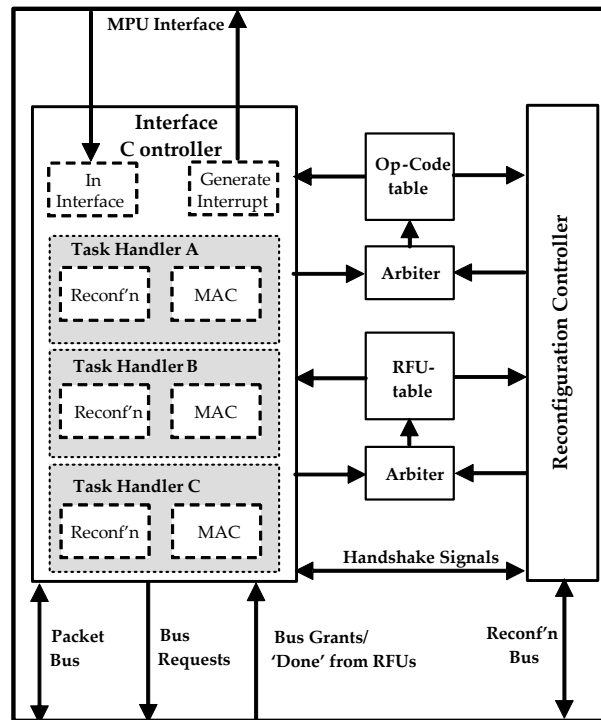 MPU Interface
Interface
C ontroller
In
Interface
Generate
Interrupt
Op-Code
table
Task Handler A
Reconf'n
MAC
Arbiter
Task Handler B
Reconf'n
MAC
RFU-
table
Task Handler C
Reconf'n
MAC
Arbiter
Reconfiguration Controller
Handshake Signals
Packet
Bus
Bus
Requests
Bus Grants/
‘Done’ from RFUs
Reconf'n
Bus